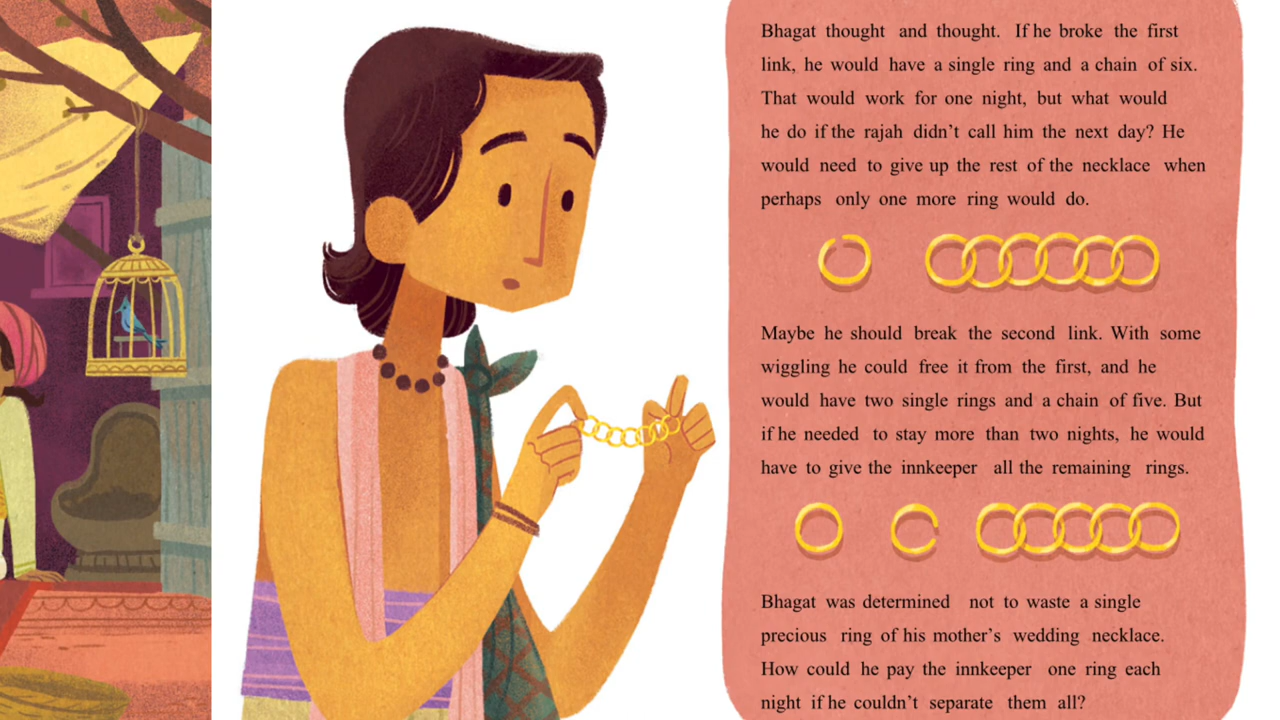 Bhagat thought and thought. If he broke the first
link, he would have a single ring and a chain of six.
That would work for one night, but what would
he do if the rajah didn't call him the next day? He
would need to give up the rest of the necklace when
perhaps only one more ring would do.
Maybe he should break the second link. With some
wiggling he could free it from the first, and he
would have two single rings and a chain of five. But
if he needed to stay more than two nights, he would
have to give the innkeeper all the remaining rings.
Bhagat was determined not to waste a single
precious ring of his mother's wedding necklace.
How could he pay the innkeeper one ring each
night if he couldn't separate them all?